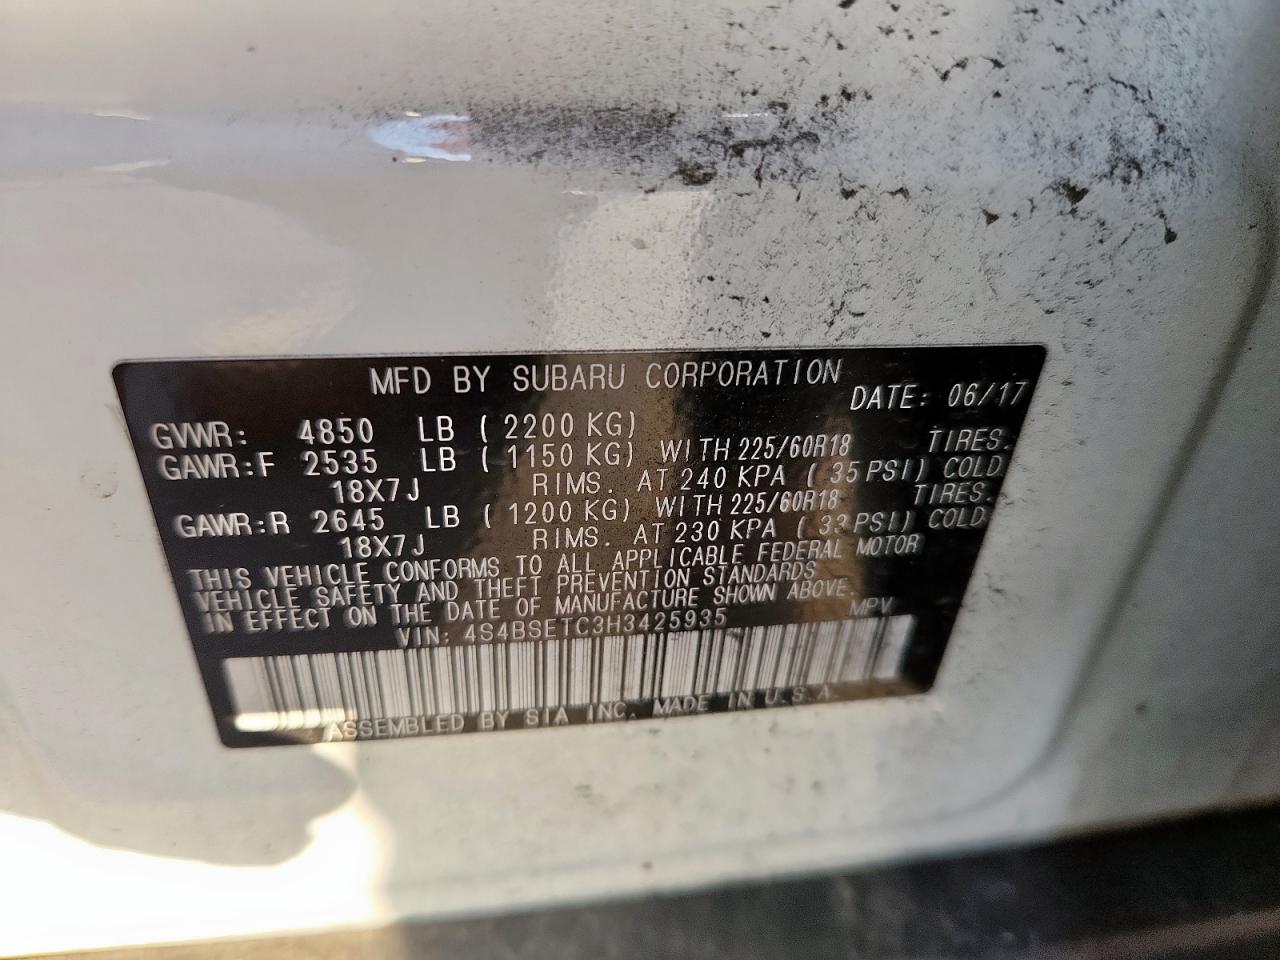 MFD BY SUBARU CORPORATION
DATE: 06/17
GVWR: 4850 LB ( 2200 KG)
GAWR:F 2535 LB ( 1150 KG) WITH 225/60R18 TIRES.
18X7J RIMS. AT 240 KPA ( 35 PSI) COLD
GAWR:R 2645 LB ( 1200 KG) WITH 225/60R18 TIRES.
18X7J RIMS. AT 230 KPA ( 33 PSI) COLD
THIS VEHICLE CONFORMS TO ALL APPLICABLE FEDERAL MOTOR
VEHICLE SAFETY AND THEFT PREVENTION STANDARDS
IN EFFECT ON THE DATE OF MANUFACTURE SHOWN ABOVE.
VIN: 4S4BSETC3H3425935 MPV
ASSEMBLED BY SIA INC. MADE IN U.S.A.